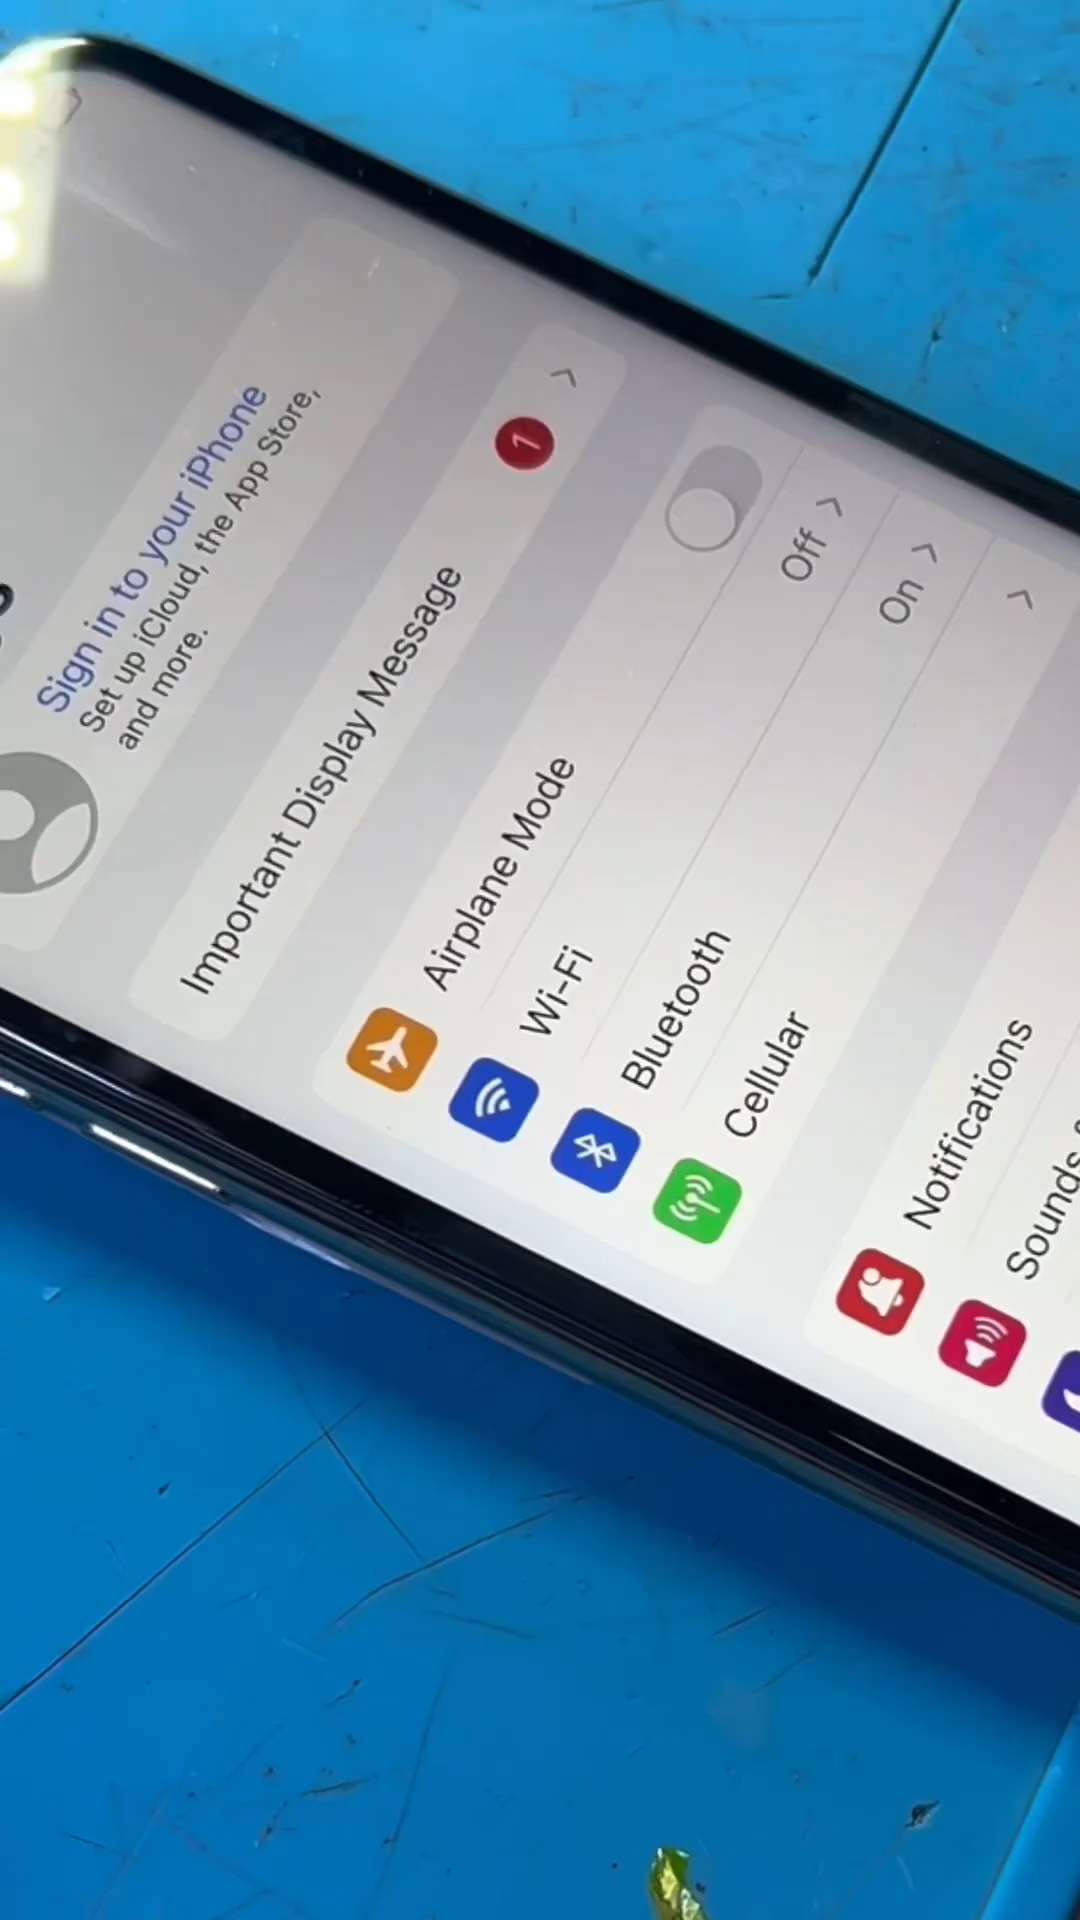 Sign in to your iPhone
Set up iCloud, the App Store,
and more.
Important Display Message
1
Airplane Mode
Wi-Fi
Off
Bluetooth
On
Cellular
Notifications
Sounds